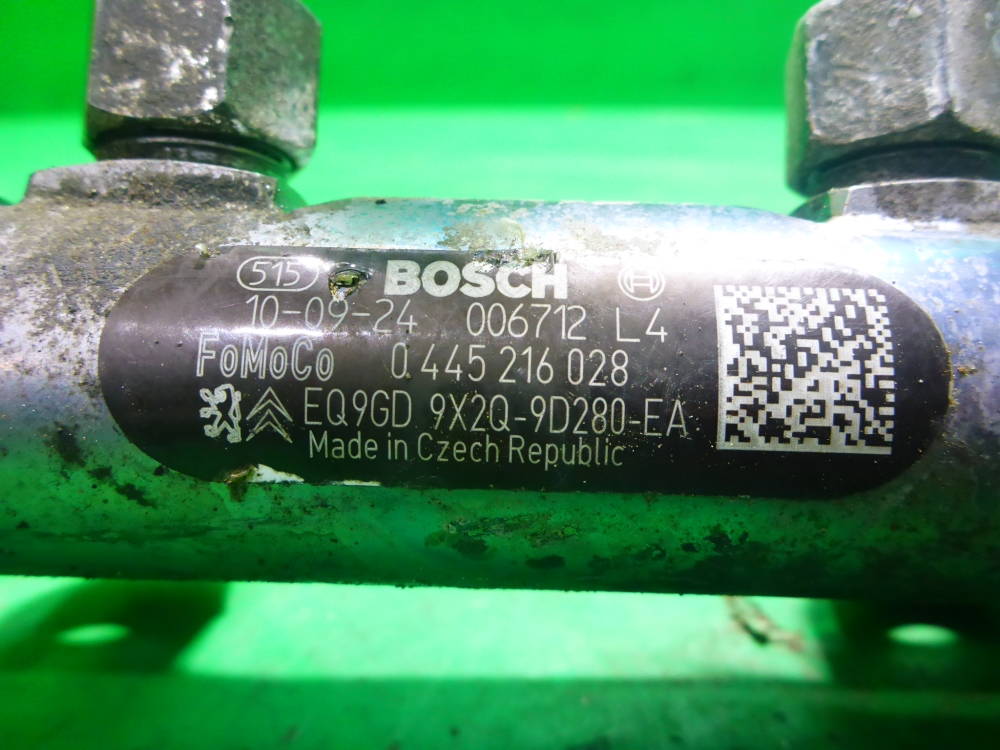 515 BOSCH
10-09-24 006712 L4
FoMoCo 0 445 216 028
EQ9GD 9X2Q-9D280-EA
Made in Czech Republic